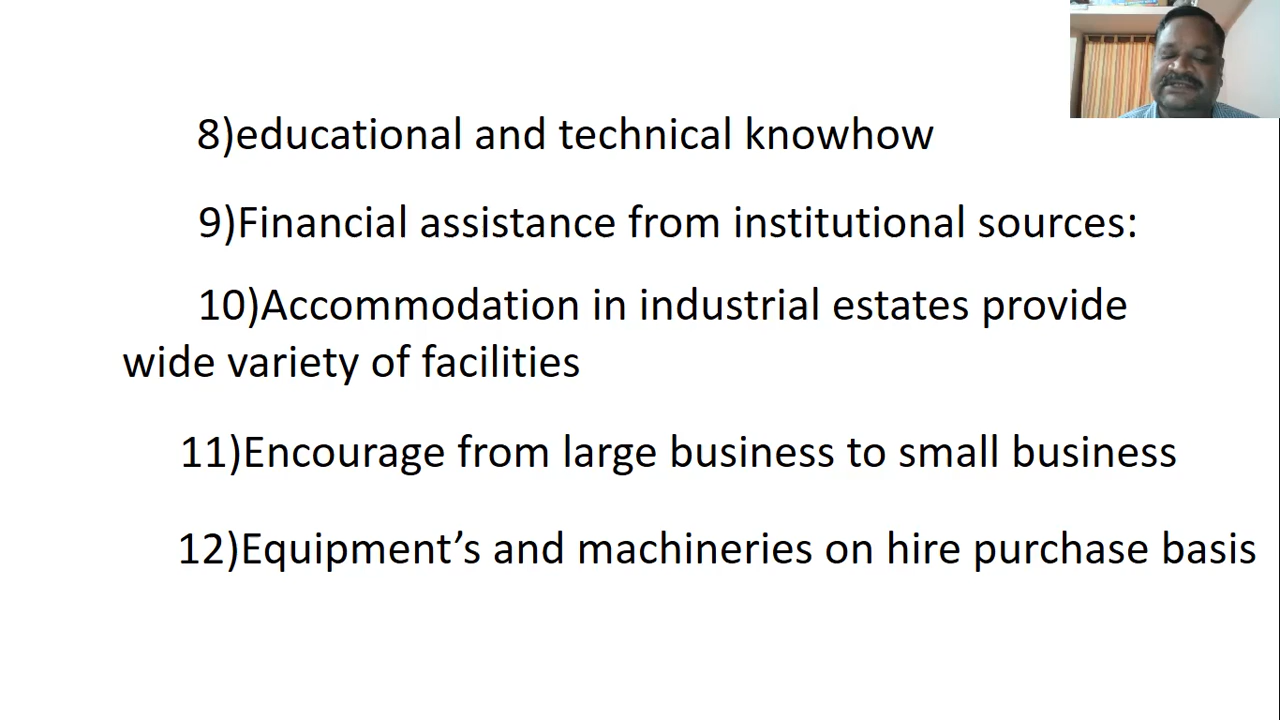 8)educational and technical knowhow
9)Financial assistance from institutional sources:
10)Accommodation in industrial estates provide
wide variety of facilities
11)Encourage from large business to small business
12)Equipment’s and machineries on hire purchase basis